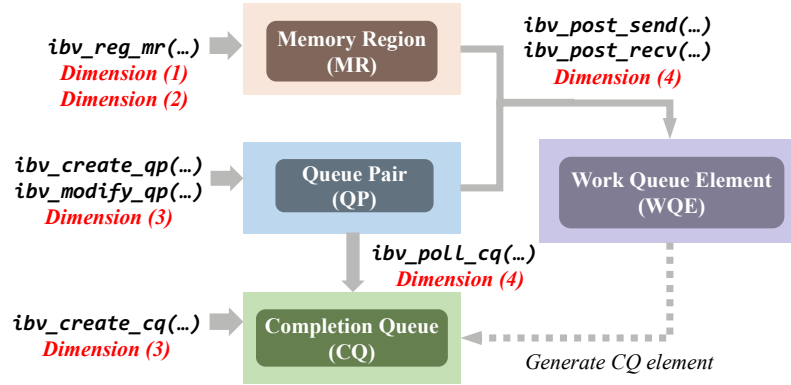 ibv_reg_mr(…)
Dimension (1)
Dimension (2)
Memory Region
(MR)
ibv_post_send(…)
ibv_post_recv(…)
Dimension (4)
ibv_create_qp(…)
ibv_modify_qp(…)
Dimension (3)
Queue Pair
(QP)
Work Queue Element
(WQE)
ibv_poll_cq(…)
Dimension (4)
ibv_create_cq(…)
Dimension (3)
Completion Queue
(CQ)
Generate CQ element